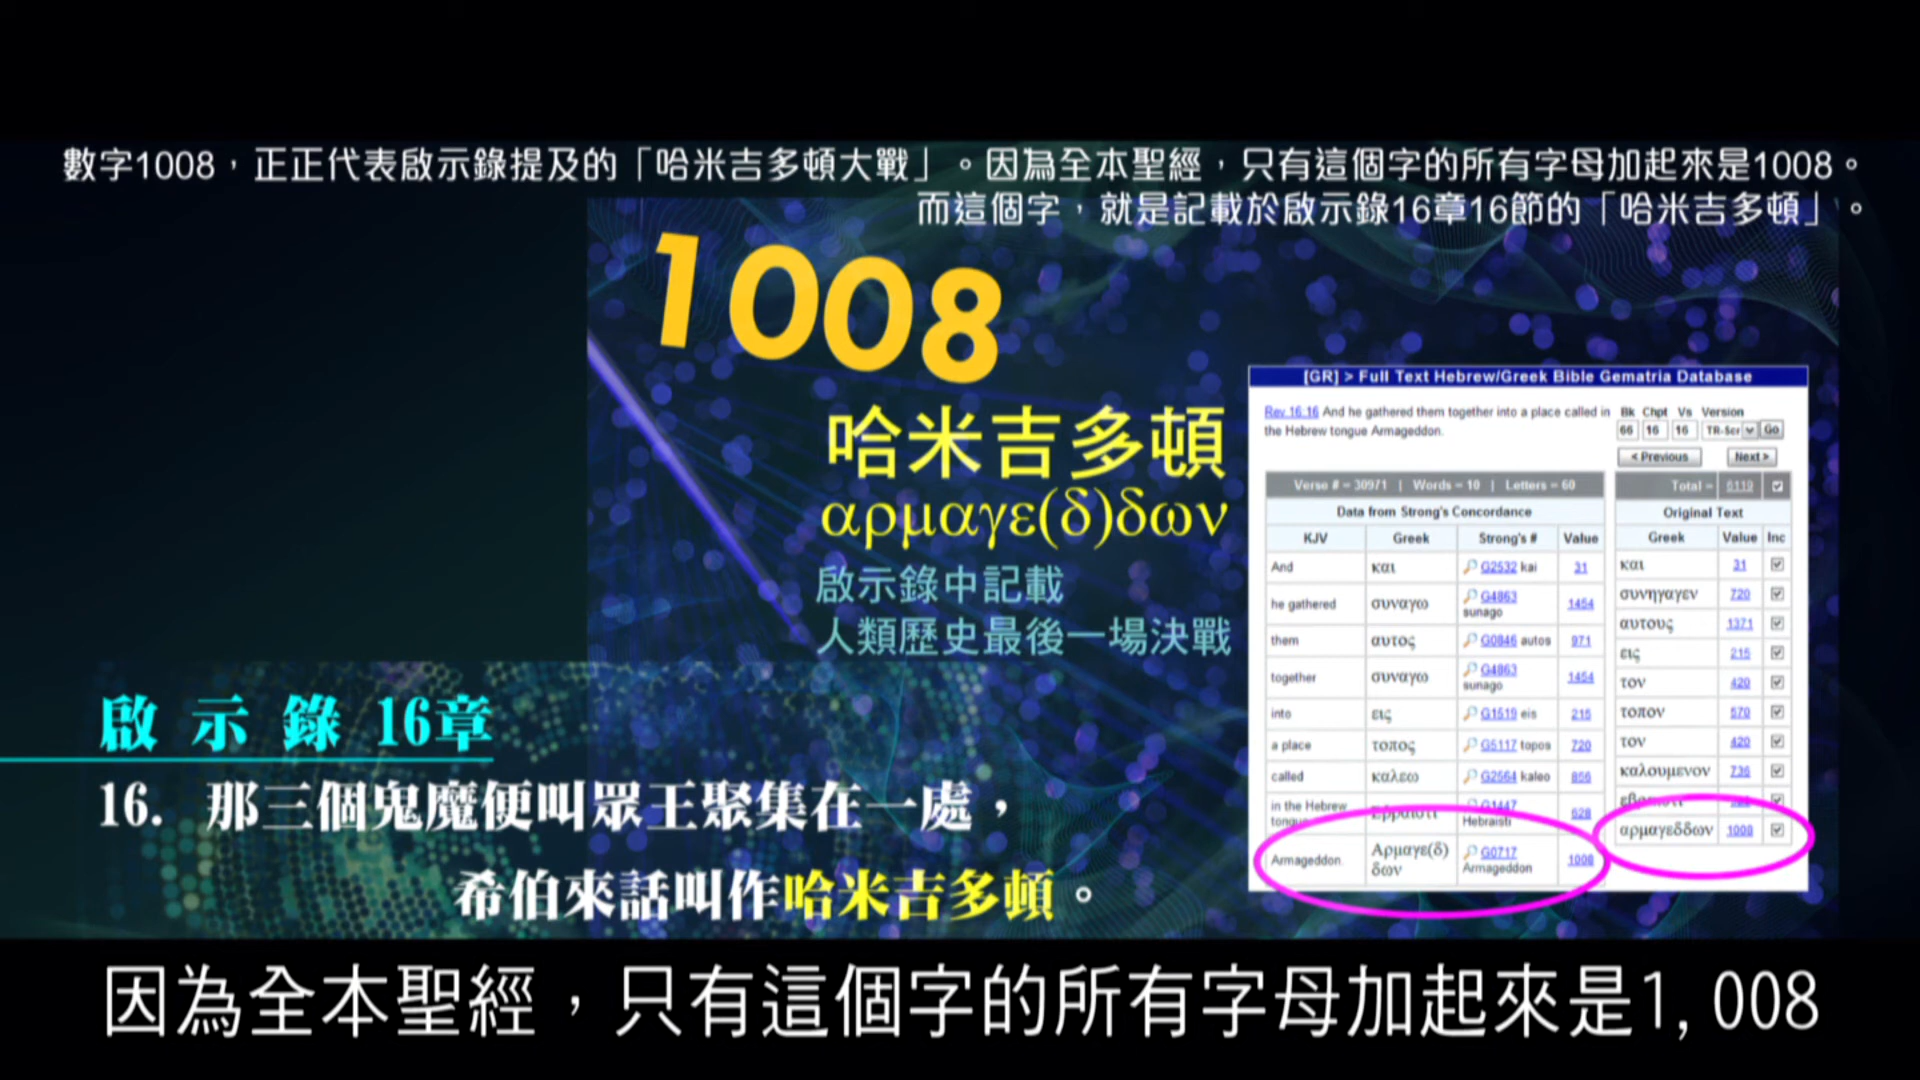 數字1008，正正代表啟示錄提及的「哈米吉多頓大戰」。因為全本聖經，只有這個字的所有字母加起來是1008。
而這個字，就是記載於啟示錄16章16節的「哈米吉多頓」。
1008
哈米吉多頓
αρμαγε(δ)δων
啟示錄中記載
人類歷史最後一場決戰
[GR] > Full Text Hebrew/Greek Bible Gematria Database
Rev 16:16 And he gathered them together into a place called in
the Hebrew tongue Armageddon.
Bk Chpt Vs Version
66 16 16 TR-Scr Go
< Previous Next >
Verse # = 30971 | Words = 10 | Letters = 60
Data from Strong's Concordance
KJV Greek Strong's # Value
And και G2532 kai 31
he gathered συναγω G4863 sunago 1454
them αυτος G0846 autos 971
together συναγω G4863 sunago 1454
into εις G1519 eis 215
a place τοπος G5117 topos 720
called καλεω G2564 kaleo 856
in the Hebrew tongue Εβραιστι G1447 Hebraisti 528
Armageddon Αρμαγε(δ)δων G0717 Armageddon 1008
Total =
Original Text
Greek Value Inc
και 31
συνηγαγεν 720
αυτους 1371
εις 215
τον 420
τοπον 570
τον 420
καλουμενον 736
εβραιστι
αρμαγεδδων 1008
啟示錄 16章
16. 那三個鬼魔便叫眾王聚集在一處，
希伯來話叫作哈米吉多頓。
因為全本聖經，只有這個字的所有字母加起來是1,008